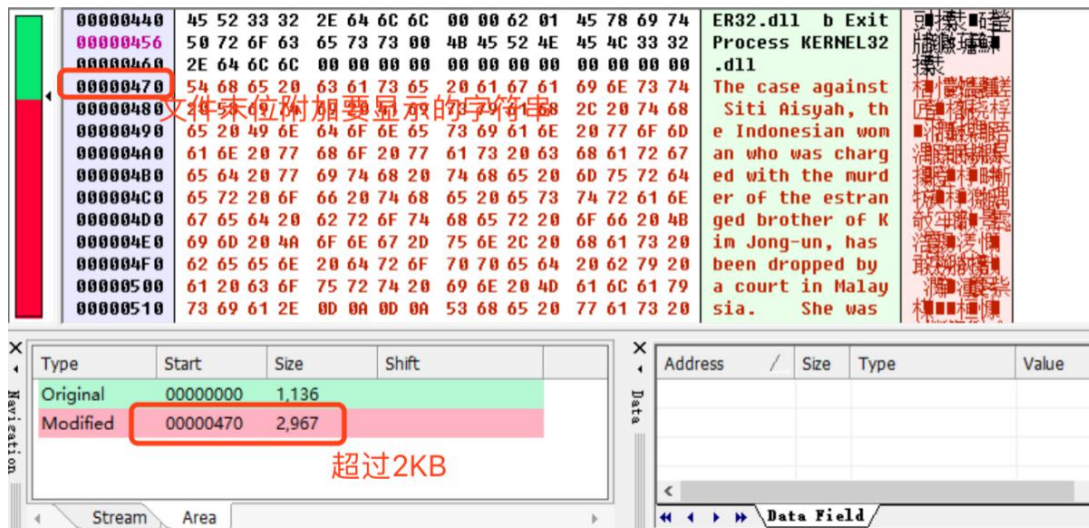 00000440 45 52 33 32 2E 64 6C 6C 00 00 62 01 45 78 69 74 ER32.dll b Exit
00000456 50 72 6F 63 65 73 73 00 4B 45 52 4E 45 4C 33 32 Process KERNEL32
00000460 2E 64 6C 6C 00 00 00 00 00 00 00 00 00 00 00 00 .dll
00000470 54 68 65 20 63 61 73 65 20 61 67 61 69 6E 73 74 The case against
00000480 2C 20 74 68 Siti Aisyah, th
文件末位附加要显示的字符串
00000490 65 20 49 6E 64 6F 6E 65 73 69 61 6E 20 77 6F 6D e Indonesian wom
000004A0 61 6E 20 77 68 6F 20 77 61 73 20 63 68 61 72 67 an who was charg
000004B0 65 64 20 77 69 74 68 20 74 68 65 20 6D 75 72 64 ed with the murd
000004C0 65 72 20 6F 66 20 74 68 65 20 65 73 74 72 61 6E er of the estran
000004D0 67 65 64 20 62 72 6F 74 68 65 72 20 6F 66 20 4B ged brother of K
000004E0 69 6D 20 4A 6F 6E 67 2D 75 6E 2C 20 68 61 73 20 im Jong-un, has
000004F0 62 65 65 6E 20 64 72 6F 70 70 65 64 20 62 79 20 been dropped by
00000500 61 20 63 6F 75 72 74 20 69 6E 20 4D 61 6C 61 79 a court in Malay
00000510 73 69 61 2E 0D 0A 0D 0A 53 68 65 20 77 61 73 20 sia. She was
Navigation
Type Start Size Shift
Original 00000000 1,136
Modified 00000470 2,967
超过2KB
Stream Area
Data
Address / Size Type Value
Data Field